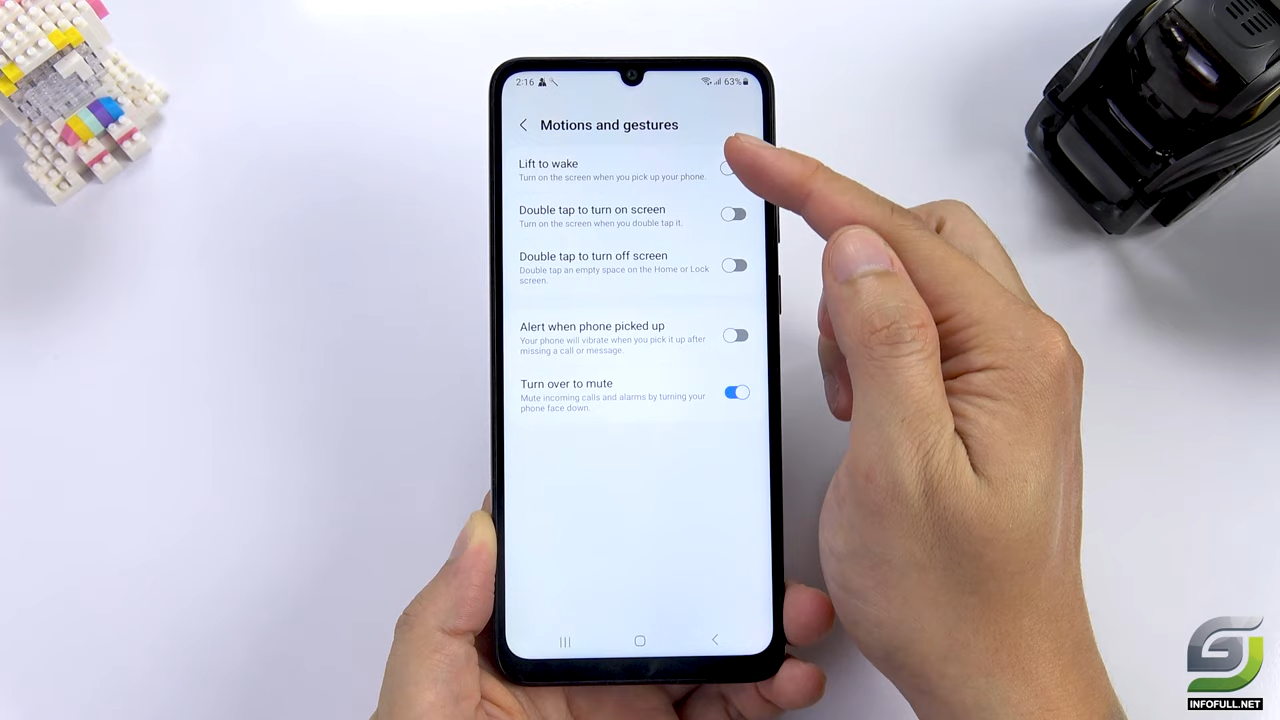 2:16
63%
Motions and gestures
Lift to wake
Turn on the screen when you pick up your phone.
Double tap to turn on screen
Turn on the screen when you double tap it.
Double tap to turn off screen
Double tap an empty space on the Home or Lock
screen.
Alert when phone picked up
Your phone will vibrate when you pick it up after
missing a call or message.
Turn over to mute
Mute incoming calls and alarms by turning your
phone face down.
INFOFULL.NET